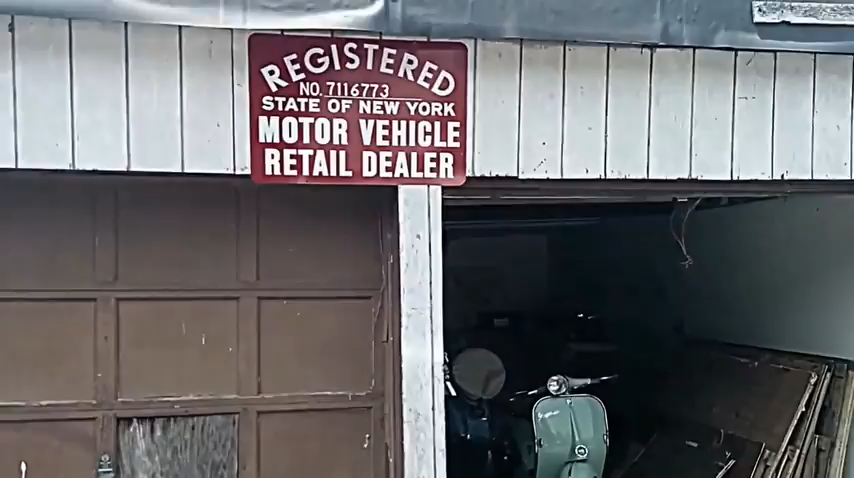 REGISTERED
NO. 7116773
STATE OF NEW YORK
MOTOR VEHICLE
RETAIL DEALER